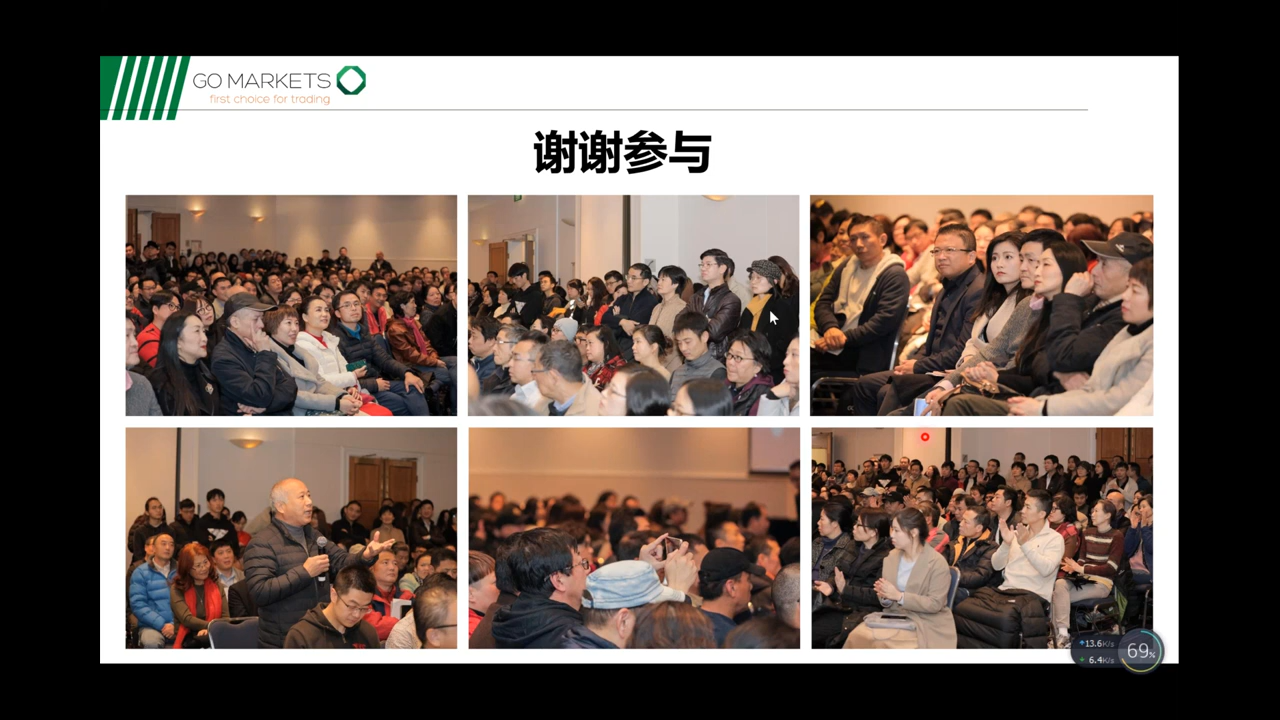 GO MARKETS
first choice for trading
谢谢参与
13.6K/s
6.4K/s
69%